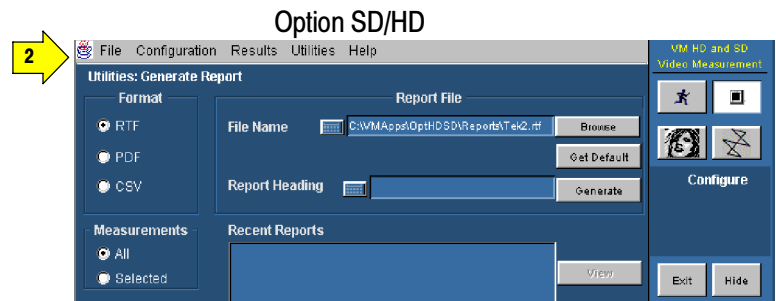 Option SD/HD
2
File Configuration Results Utilities Help
VM HD and SD
Video Measurement
Utilities: Generate Report
Format
Report File
RTF
File Name
C:\VMApps\OptHDSD\Reports\Tek2.rtf
Browse
PDF
Get Default
CSV
Report Heading
Generate
Configure
Measurements
Recent Reports
All
Selected
View
Exit
Hide